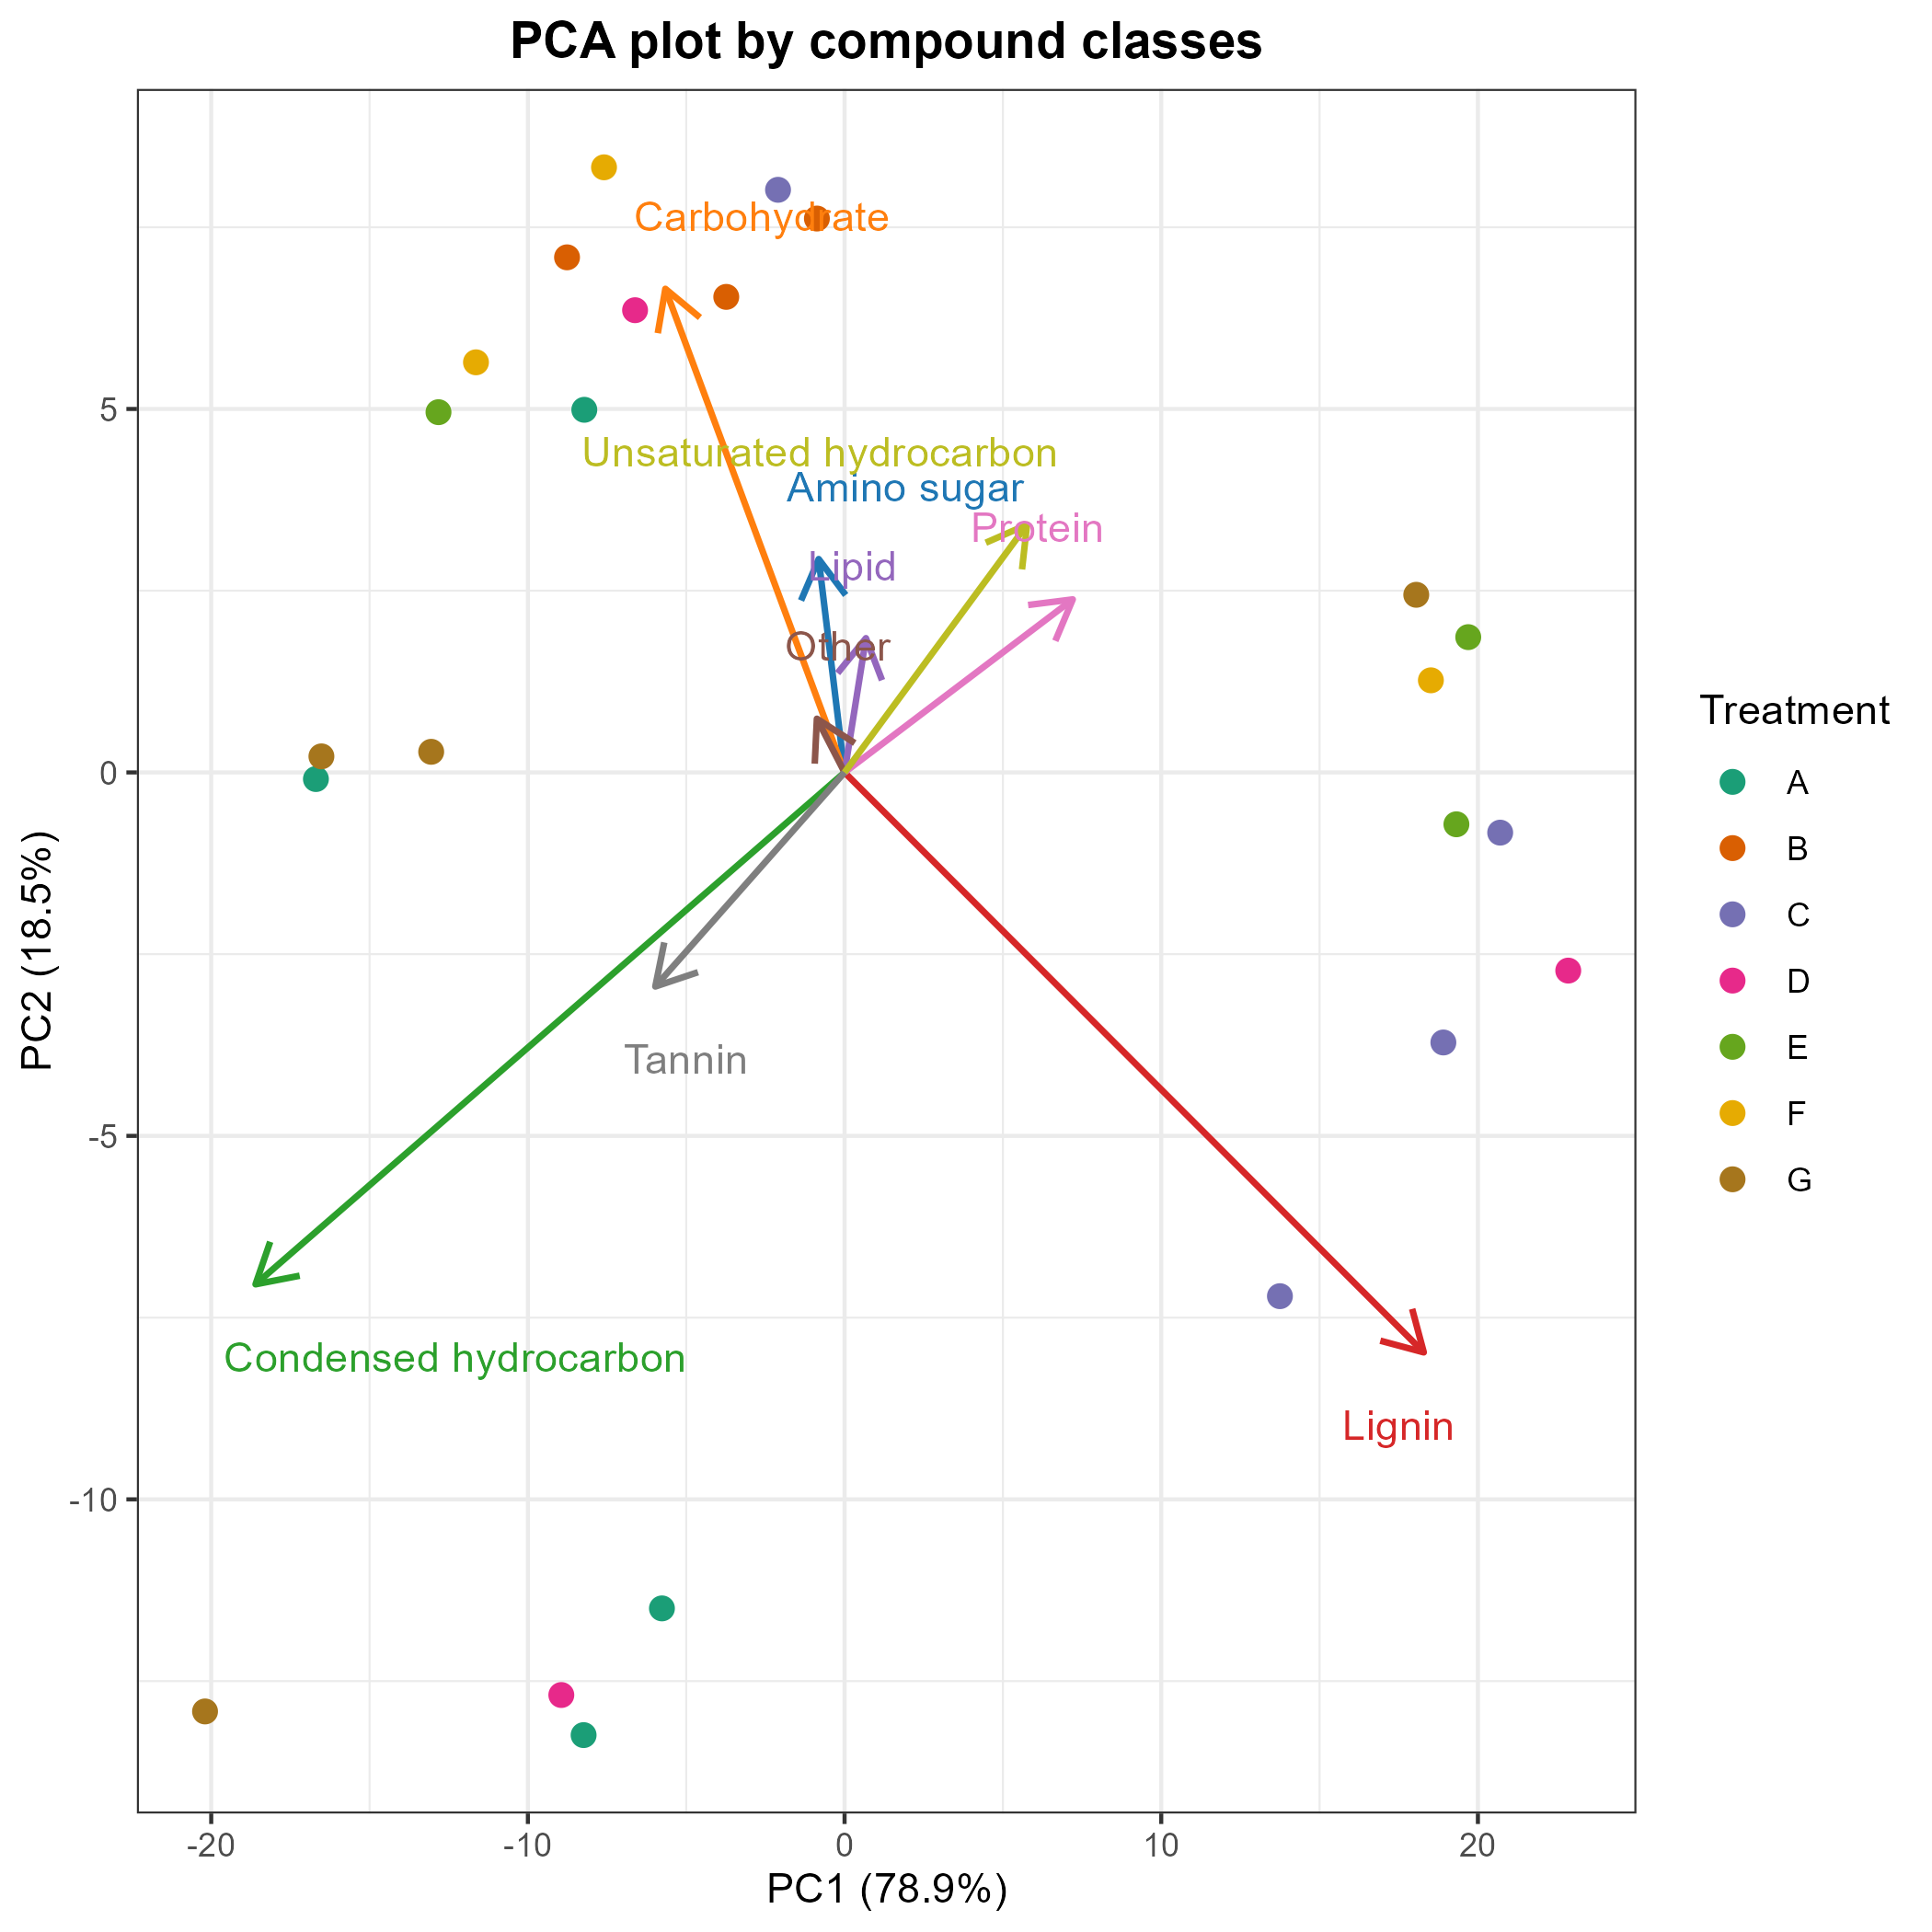 PCA plot by compound classes
Carbohydrate
5
Unsaturated hydrocarbon
Amino sugar
Protein
Lipid
Other
Treatment
0
A
B
C
D
E
F
G
PC2 (18.5%)
Tannin
-5
Condensed hydrocarbon
Lignin
-10
-20
-10
0
10
20
PC1 (78.9%)